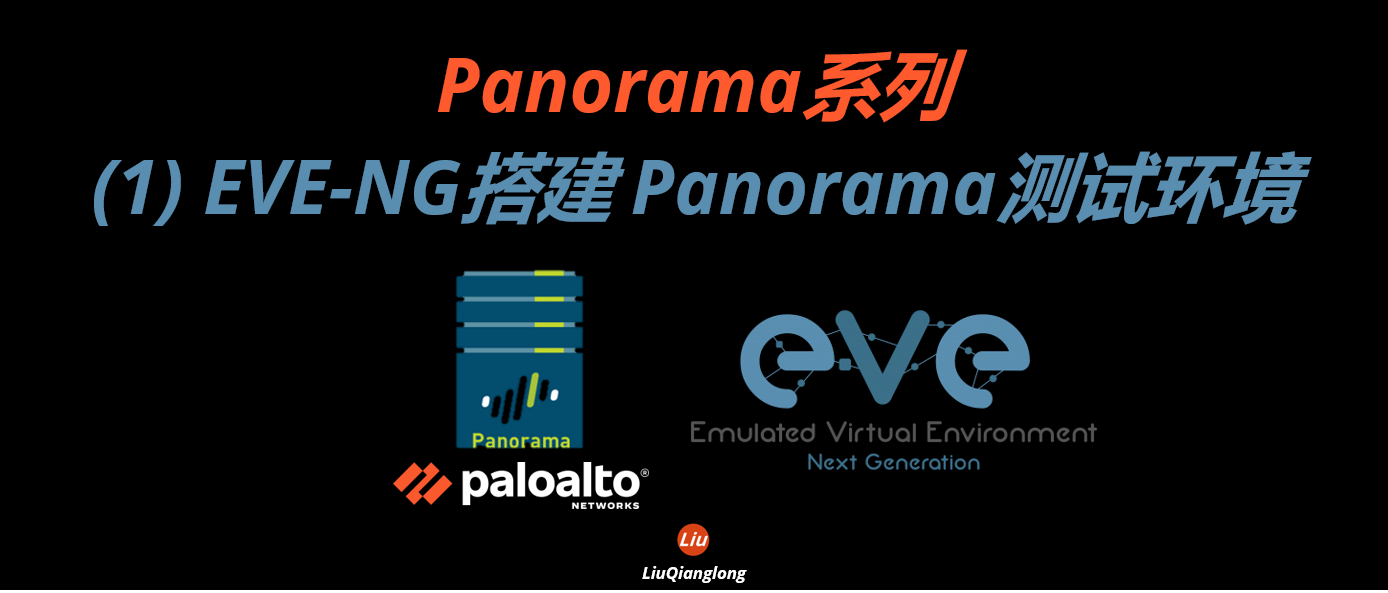 Panorama系列
(1) EVE-NG搭建 Panorama测试环境
Panorama
paloalto®
NETWORKS
eve
Emulated Virtual Environment
Next Generation
Liu
LiuQianglong